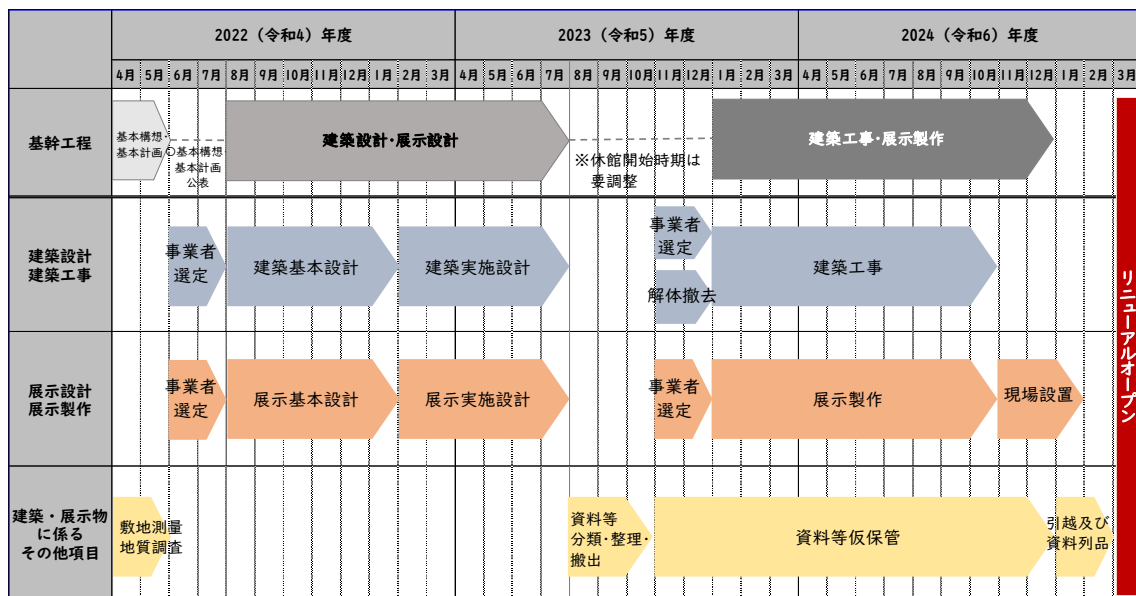 2022（令和4）年度
2023（令和5）年度
2024（令和6）年度
4月 5月 6月 7月 8月 9月 10月 11月 12月 1月 2月 3月 4月 5月 6月 7月 8月 9月 10月 11月 12月 1月 2月 3月 4月 5月 6月 7月 8月 9月 10月 11月 12月 1月 2月 3月
基幹工程
基本構想・
基本計画
〇基本構想・
基本計画
公表
建築設計・展示設計
※休館開始時期は
要調整
建築工事・展示製作
建築設計
建築工事
事業者
選定
建築基本設計
建築実施設計
事業者
選定
解体撤去
建築工事
展示設計
展示製作
事業者
選定
展示基本設計
展示実施設計
事業者
選定
展示製作
現場設置
建築・展示物
に係る
その他項目
敷地測量
地質調査
資料等
分類・整理・
搬出
資料等仮保管
引越及び
資料列品
リニューアルオープン